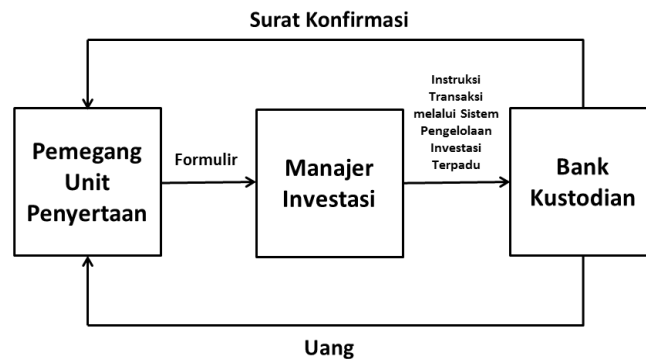 Surat Konfirmasi
Pemegang
Unit
Penyertaan
Formulir
Manajer
Investasi
Instruksi
Transaksi
melalui Sistem
Pengelolaan
Investasi
Terpadu
Bank
Kustodian
Uang